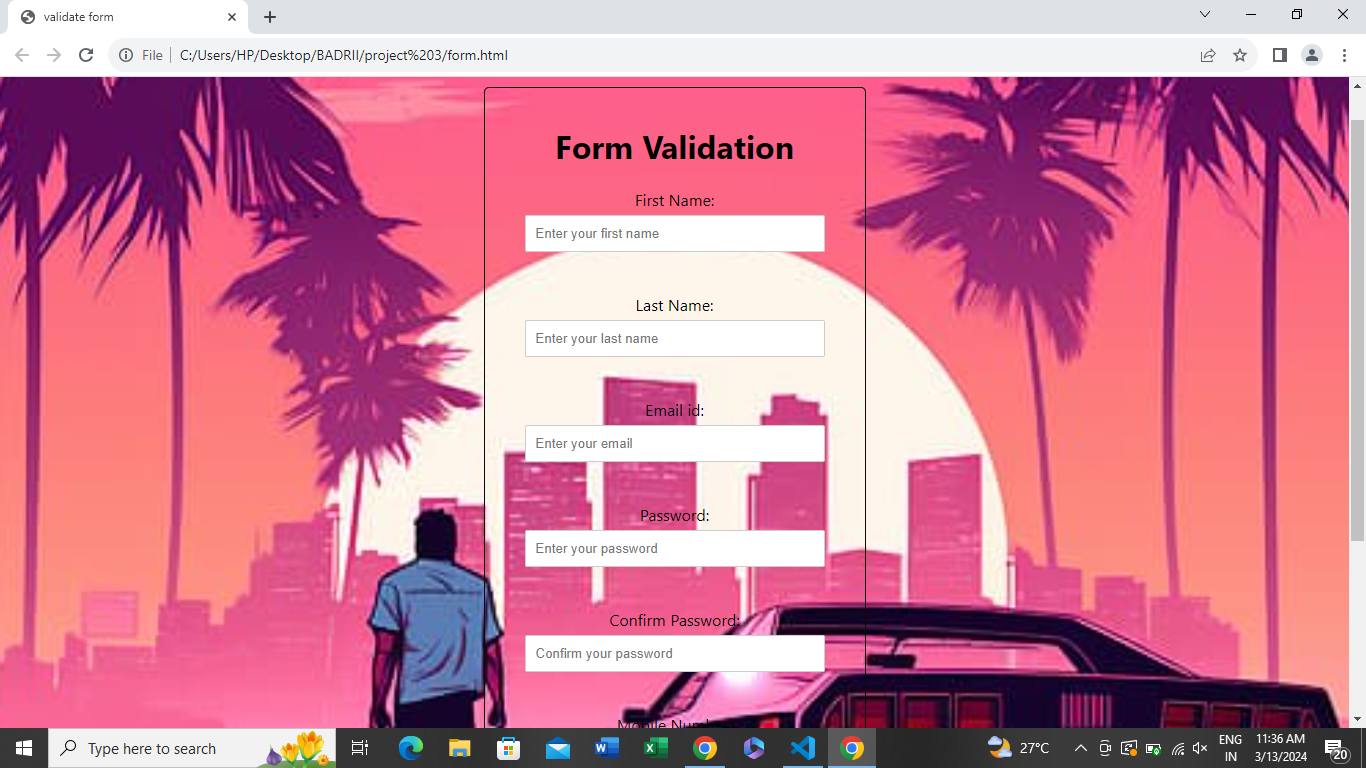 validate form
File
C:/Users/HP/Desktop/BADRII/project%203/form.html
Form Validation
First Name:
Enter your first name
Last Name:
Enter your last name
Email id:
Enter your email
Password:
Enter your password
Confirm Password:
Confirm your password
Mobile Number
Type here to search
27°C
ENG
IN
11:36 AM
3/13/2024
20